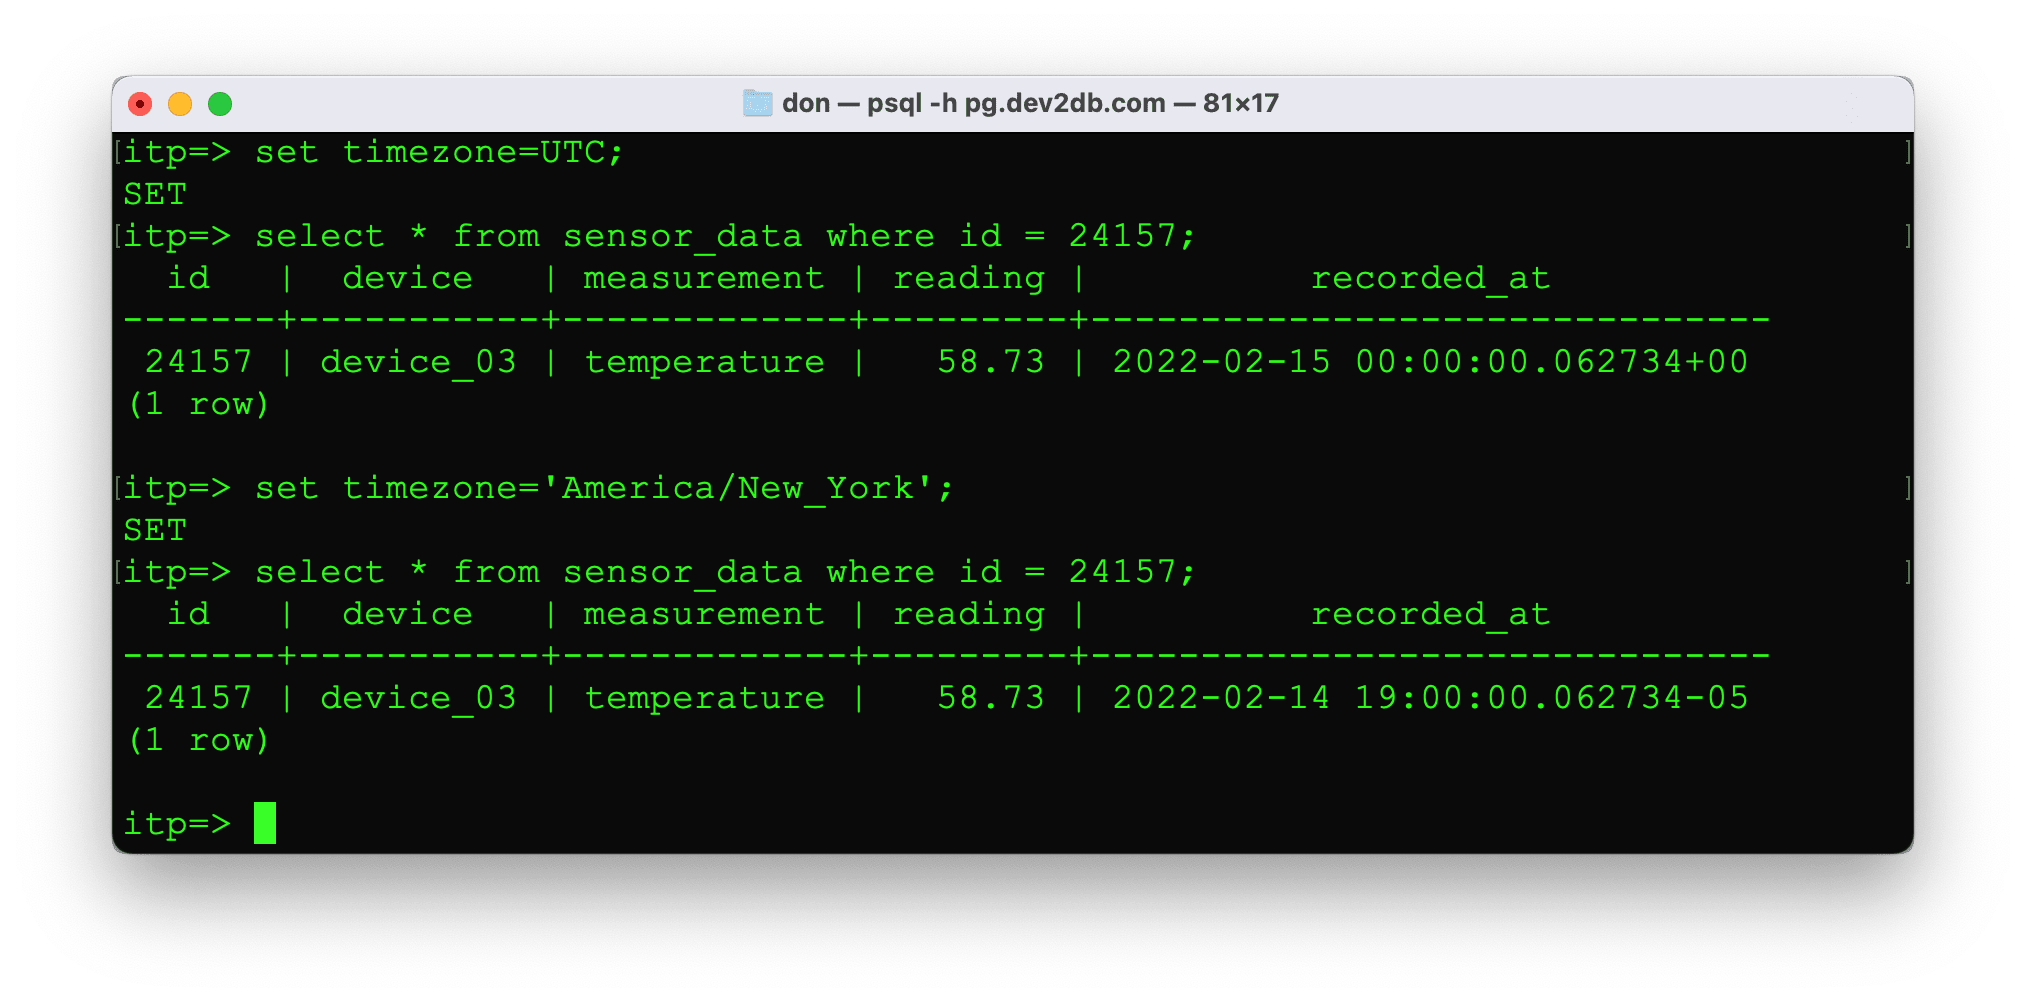 don — psql -h pg.dev2db.com — 81×17
[itp=> set timezone=UTC; ]
SET
[itp=> select * from sensor_data where id = 24157; ]
  id   |  device   | measurement | reading |          recorded_at
-------+-----------+-------------+---------+-------------------------------
 24157 | device_03 | temperature |   58.73 | 2022-02-15 00:00:00.062734+00
(1 row)
[itp=> set timezone='America/New_York'; ]
SET
[itp=> select * from sensor_data where id = 24157; ]
  id   |  device   | measurement | reading |          recorded_at
-------+-----------+-------------+---------+-------------------------------
 24157 | device_03 | temperature |   58.73 | 2022-02-14 19:00:00.062734-05
(1 row)
itp=>